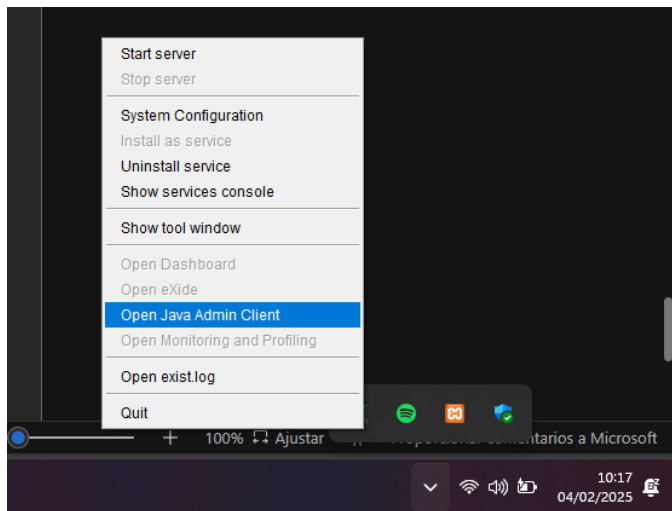 Start server
Stop server
System Configuration
Install as service
Uninstall service
Show services console
Show tool window
Open Dashboard
Open eXide
Open Java Admin Client
Open Monitoring and Profiling
Open exist.log
Quit
100% Ajustar
comentarios a Microsoft
10:17
04/02/2025